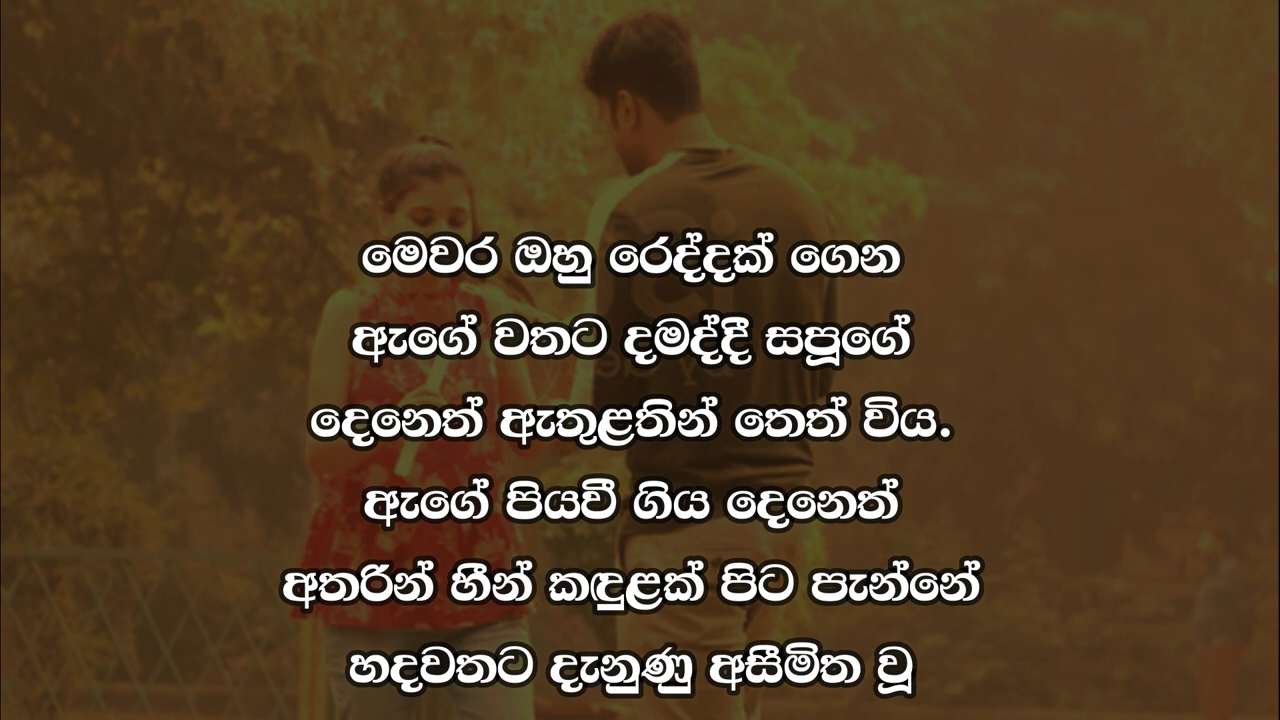 මෙවර ඔහු රෙද්දක් ගෙන
ඇගේ වතට දමද්දී සපූගේ
දෙනෙත් ඇතුළතින් තෙත් විය.
ඇගේ පියවී ගිය දෙනෙත්
අතරින් හීන් කඳුළක් පිට පැන්නේ
හදවතට දැනුණු අසීමිත වූ